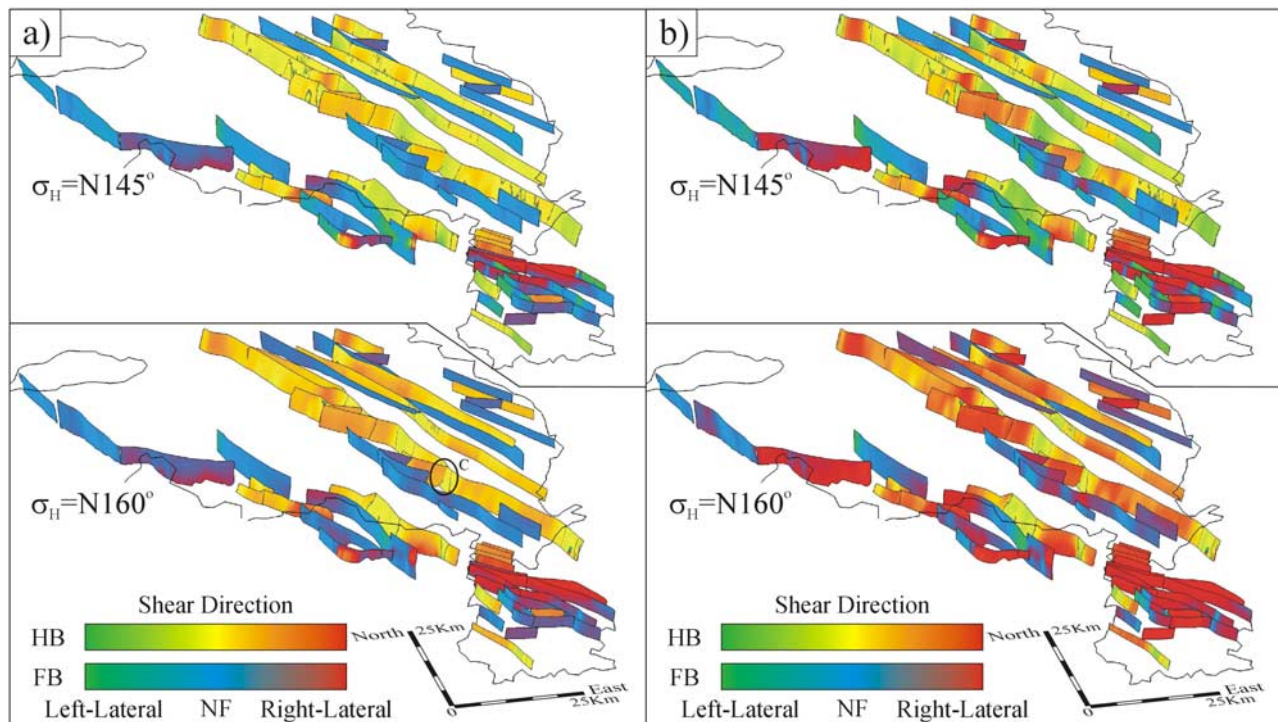 a)
σH=N145°
σH=N160°
c
Shear Direction
HB
FB
Left-Lateral NF Right-Lateral
North 25Km
0 25Km East
b)
σH=N145°
σH=N160°
Shear Direction
HB
FB
Left-Lateral NF Right-Lateral
North 25Km
0 25Km East